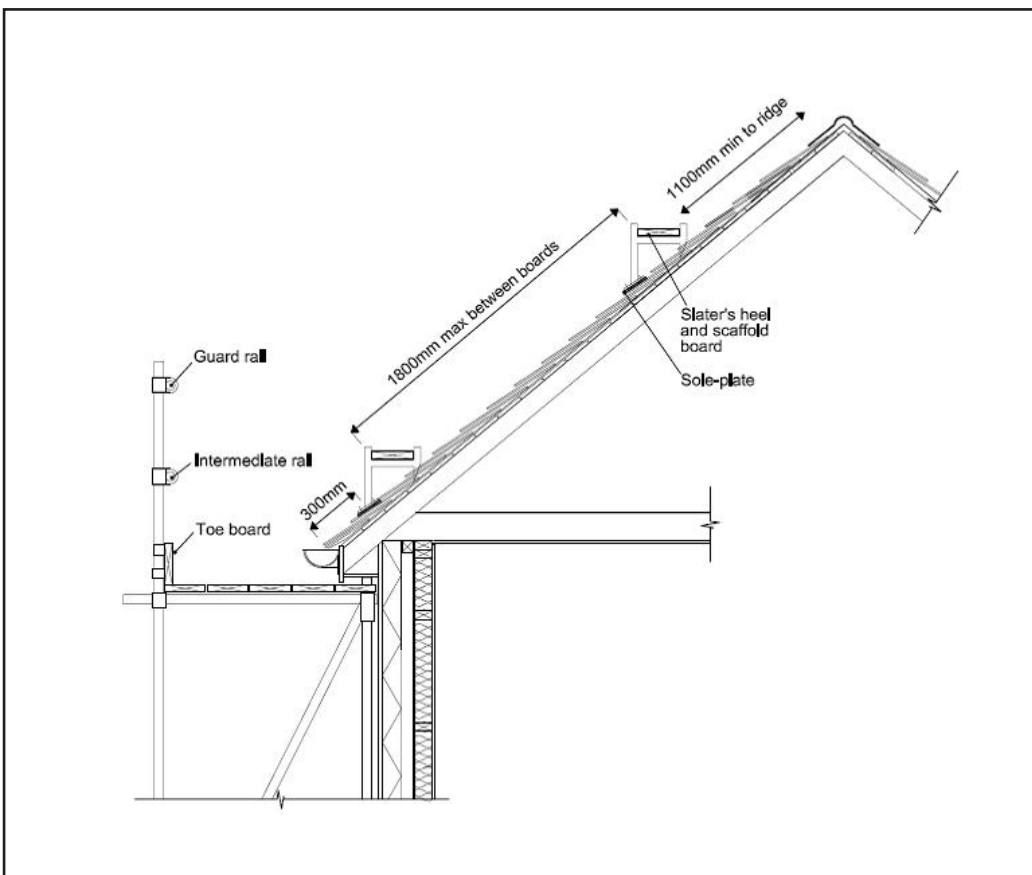 1100mm min to ridge
1800mm max between boards
Slater's heel
and scaffold
board
Sole-plate
Guard rail
Intermediate rail
300mm
Toe board